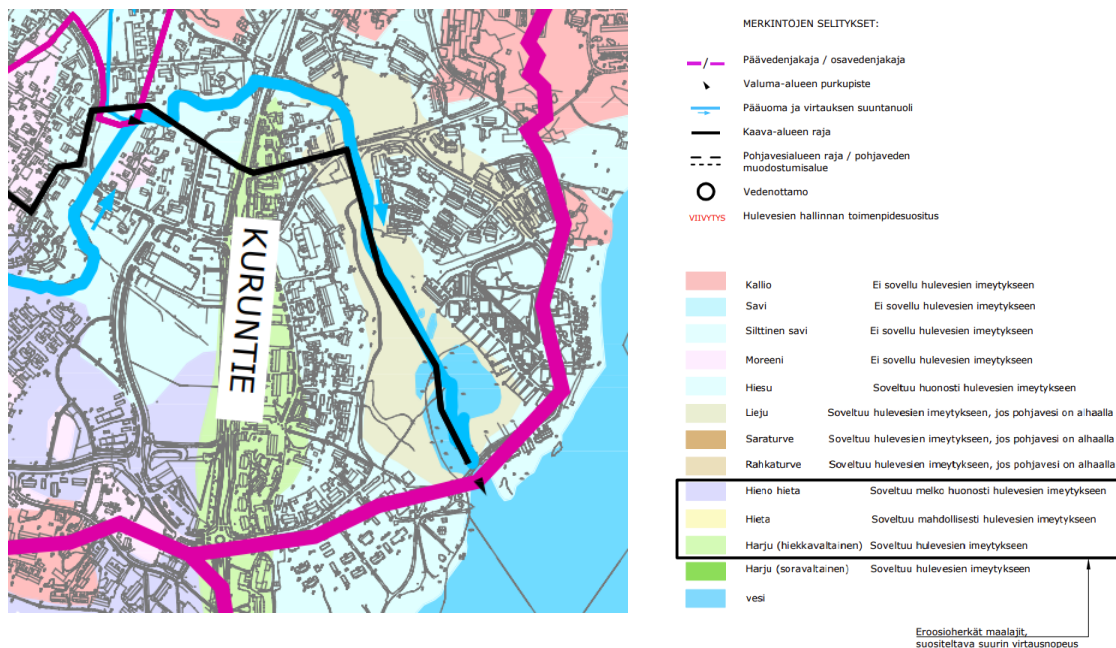 KURUNTIE
MERKINTOJEN SELITYKSET:
Päävedenjakaja / osavedenjakaja
Valuma-alueen purkupiste
Pääuoma ja virtauksen suuntanuoli
Kaava-alueen raja
Pohjavesialueen raja / pohjaveden
muodostumisalue
Vedenottamo
VIIVYTYS Hulevesien hallinnan toimenpidesuositus
Kallio Ei sovellu hulevesien imeytykseen
Savi Ei sovellu hulevesien imeytykseen
Silttinen savi Ei sovellu hulevesien imeytykseen
Moreeni Ei sovellu hulevesien imeytykseen
Hiesu Soveltuu huonosti hulevesien imeytykseen
Lieju Soveltuu hulevesien imeytykseen, jos pohjavesi on alhaalla
Saraturve Soveltuu hulevesien imeytykseen, jos pohjavesi on alhaalla
Rahkaturve Soveltuu hulevesien imeytykseen, jos pohjavesi on alhaalla
Hieno hieta Soveltuu melko huonosti hulevesien imeytykseen
Hieta Soveltuu mahdollisesti hulevesien imeytykseen
Harju (hiekkavaltainen) Soveltuu hulevesien imeytykseen
Harju (soravaltainen) Soveltuu hulevesien imeytykseen
vesi
Eroosioherkät maalajit,
suositeltava suurin virtausnopeus